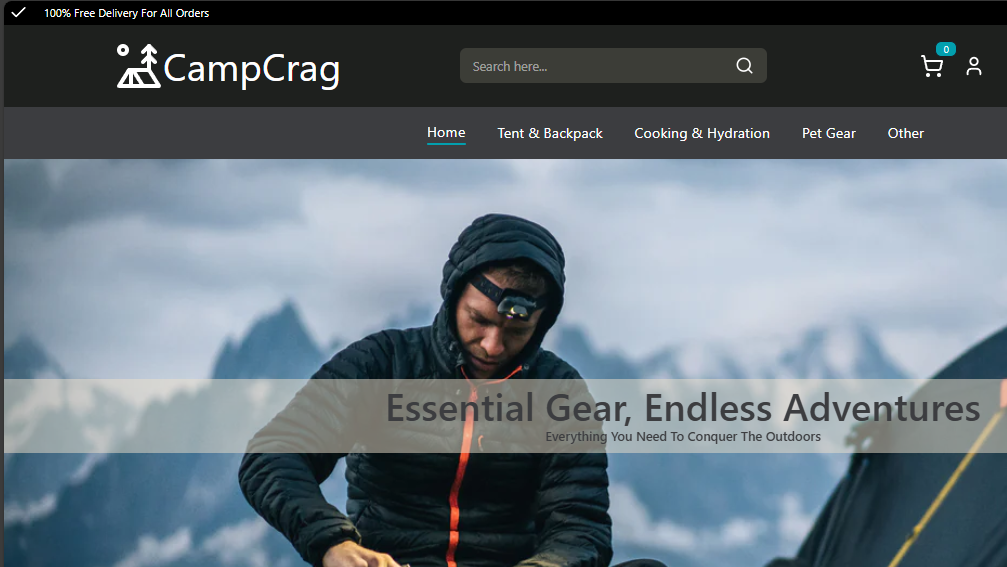 100% Free Delivery For All Orders
CampCrag
Search here...
0
Home
Tent & Backpack
Cooking & Hydration
Pet Gear
Other
Essential Gear, Endless Adventures
Everything You Need To Conquer The Outdoors